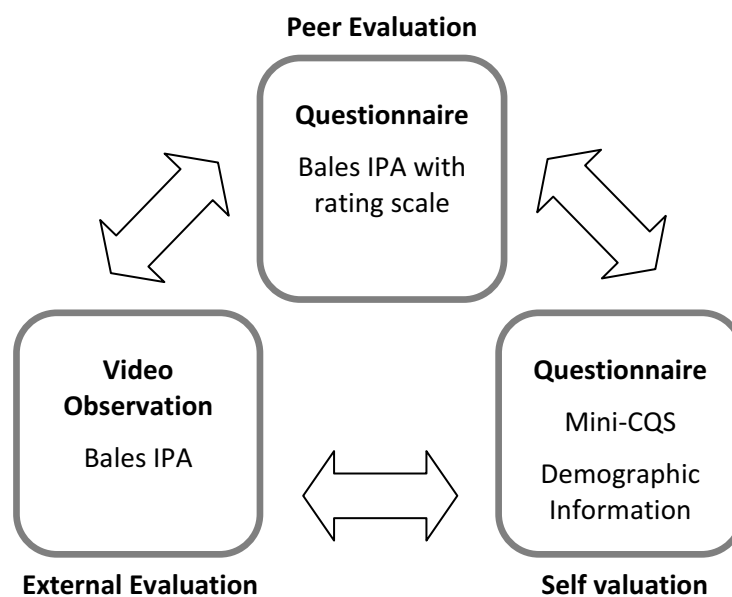 Peer Evaluation
Questionnaire
Bales IPA with
rating scale
Video
Observation
Bales IPA
External Evaluation
Questionnaire
Mini-CQS
Demographic
Information
Self valuation